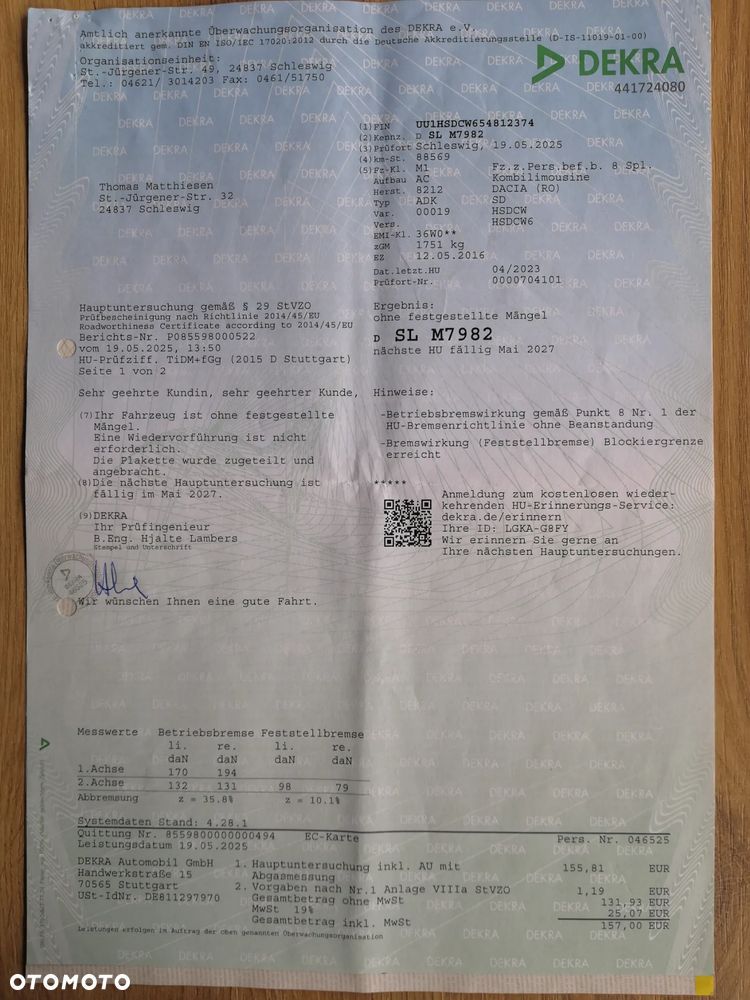 Amtlich anerkannte Überwachungsorganisation des DEKRA e.V.
akkreditiert gem. DIN EN ISO/IEC 17020:2012 durch die Deutsche Akkreditierungsstelle (D-IS-11019-01-00)
Organisationseinheit:
St.-Jürgener-Str. 49, 24837 Schleswig
Tel.: 04621/ 3014203 Fax: 0461/51750
DEKRA
441724080
(1) FIN UU1HSDCW654812374
(2) Kennz. D SL M7982
(3) Prüfort Schleswig, 19.05.2025
(4) km-St. 88569
(5) Fz-Kl. M1 Fz.z.Pers.bef.b. 8 Spl.
Aufbau AC Kombilimousine
Herst. 8212 DACIA (RO)
Typ ADK SD
Var. 00019 HSDCW
Vers. HSDCW6
EMI-Kl. 36W0**
zGM 1751 kg
EZ 12.05.2016
Dat.letzt.HU 04/2023
Prüfort-Nr. 0000704101
Thomas Matthiesen
St.-Jürgener-Str. 32
24837 Schleswig
Hauptuntersuchung gemäß § 29 StVZO
Prüfbescheinigung nach Richtlinie 2014/45/EU
Roadworthiness Certificate according to 2014/45/EU
Berichts-Nr. P085598000522
vom 19.05.2025, 13:50
HU-Prüfziff. TiDM+fGg (2015 D Stuttgart)
Seite 1 von 2
Ergebnis:
ohne festgestellte Mängel
D SL M7982
nächste HU fällig Mai 2027
Sehr geehrte Kundin, sehr geehrter Kunde,
(7) Ihr Fahrzeug ist ohne festgestellte
Mängel.
Eine Wiedervorführung ist nicht
erforderlich.
Die Plakette wurde zugeteilt und
angebracht.
(8) Die nächste Hauptuntersuchung ist
fällig im Mai 2027.
(9) DEKRA
Ihr Prüfingenieur
B.Eng. Hjalte Lambers
Stempel und Unterschrift
Wir wünschen Ihnen eine gute Fahrt.
Hinweise:
-Betriebsbremswirkung gemäß Punkt 8 Nr. 1 der
HU-Bremsenrichtlinie ohne Beanstandung
-Bremswirkung (Feststellbremse) Blockiergrenze
erreicht
*****
Anmeldung zum kostenlosen wieder-
kehrenden HU-Erinnerungs-Service:
dekra.de/erinnern
Ihre ID: LGKA-G8FY
Wir erinnern Sie gerne an
Ihre nächsten Hauptuntersuchungen.
Messwerte Betriebsbremse Feststellbremse
li. re. li. re.
daN daN daN daN
1.Achse 170 194
2.Achse 132 131 98 79
Abbremsung z = 35.8% z = 10.1%
Systemdaten Stand: 4.28.1
Quittung Nr. 8559800000000494 EC-Karte Pers. Nr. 046525
Leistungsdatum 19.05.2025
DEKRA Automobil GmbH
Handwerkstraße 15
70565 Stuttgart
USt-IdNr. DE811297970
1. Hauptuntersuchung inkl. AU mit 155,81 EUR
Abgasmessung
2. Vorgaben nach Nr.1 Anlage VIIIa StVZO 1,19 EUR
Gesamtbetrag ohne MwSt 131,93 EUR
MwSt 19% 25,07 EUR
Gesamtbetrag inkl. MwSt 157,00 EUR
Leistungen erfolgen im Auftrag der oben genannten Überwachungsorganisation
OTOMOTO